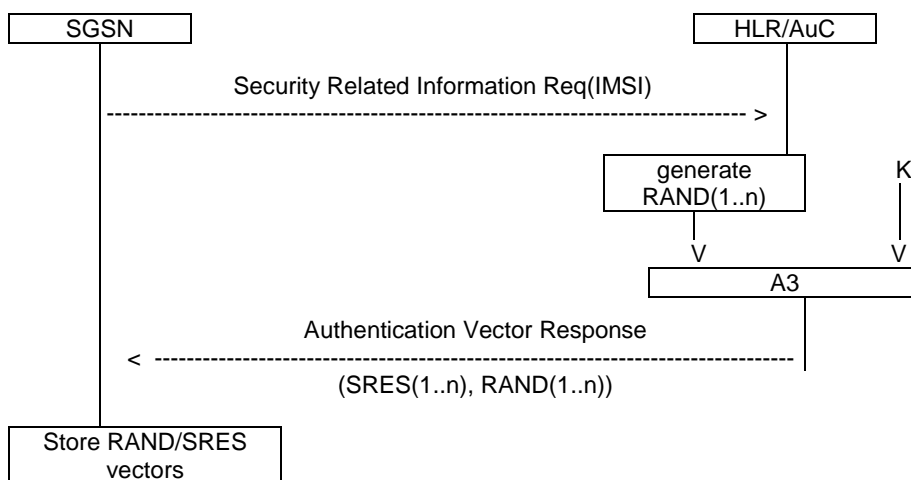 SGSN
HLR/AuC
Security Related Information Req(IMSI)
----------------------------------------------------------------------- >
generate
RAND(1..n)
K
V
V
A3
Authentication Vector Response
< -----------------------------------------------------------------------
(SRES(1..n), RAND(1..n))
Store RAND/SRES
vectors